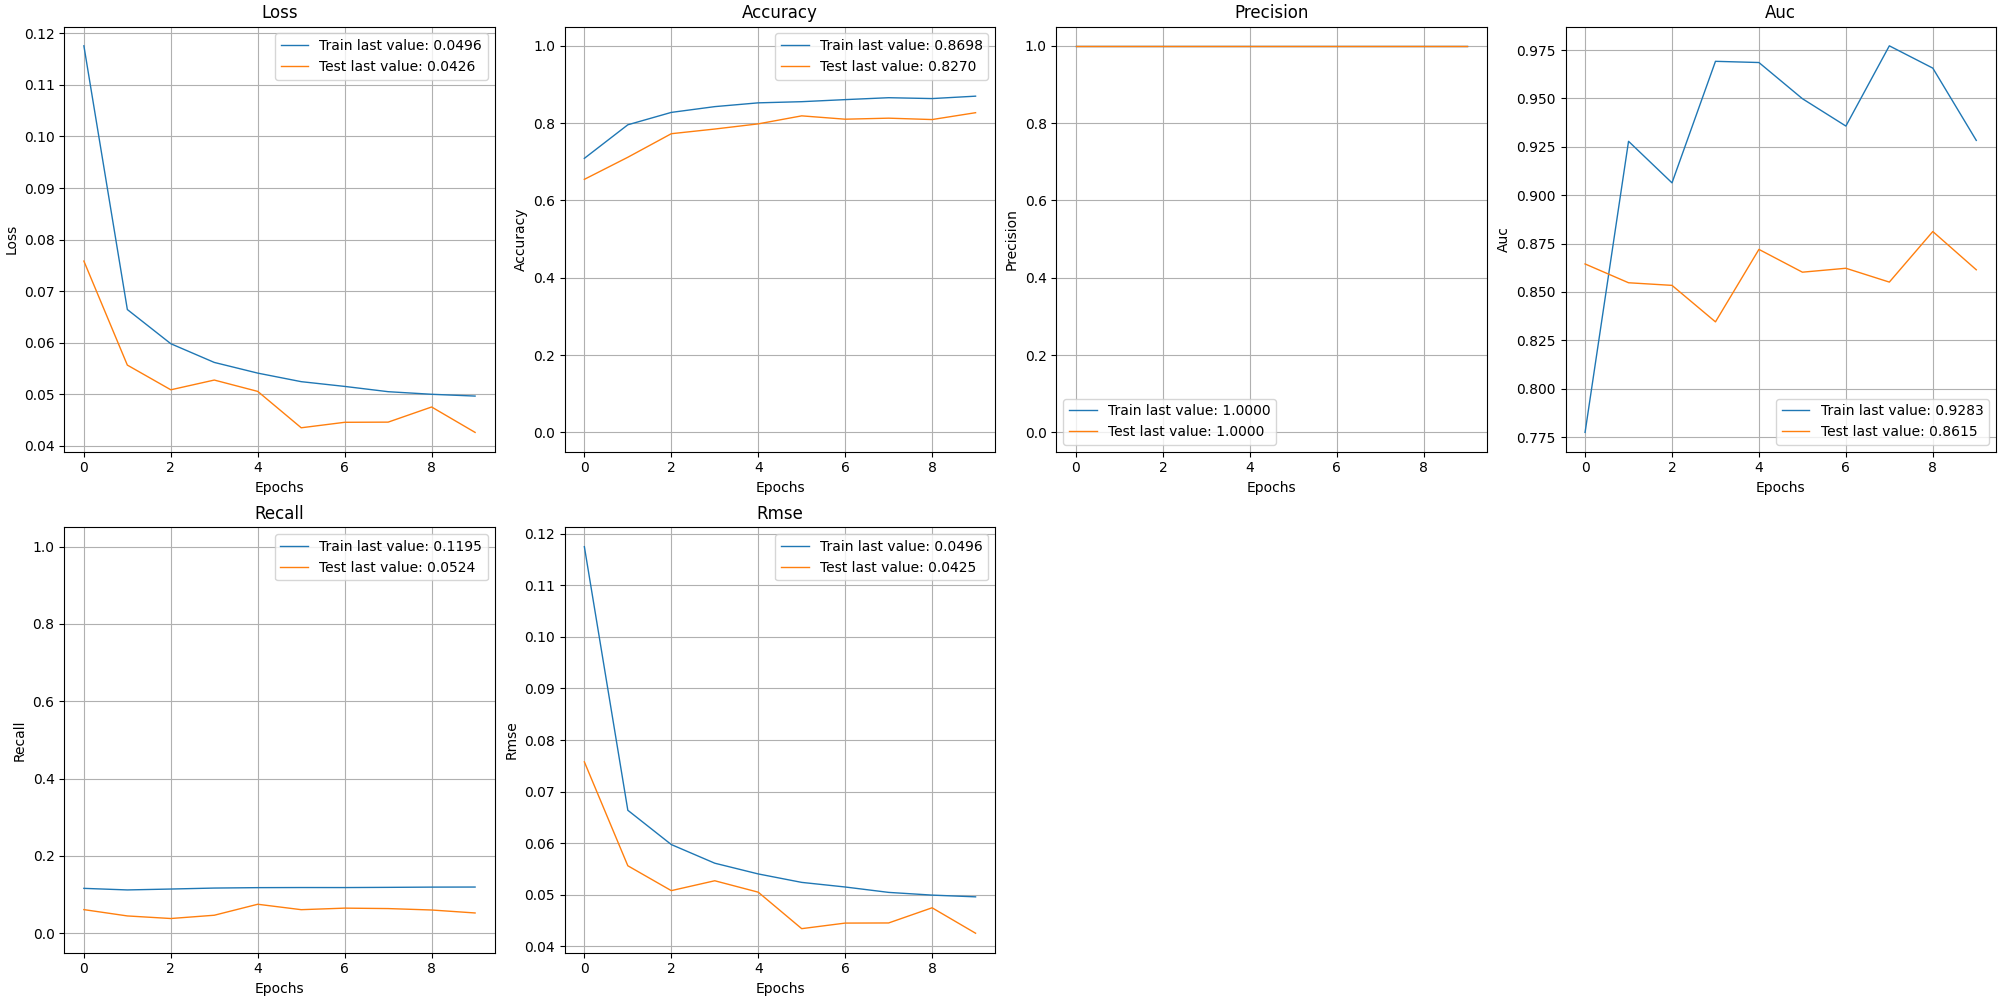 Loss
Train last value: 0.0496
Test last value: 0.0426
0.12
0.11
0.10
0.09
0.08
0.07
0.06
0.05
0.04
Loss
0 2 4 6 8
Epochs
Accuracy
Train last value: 0.8698
Test last value: 0.8270
1.0
0.8
0.6
0.4
0.2
0.0
Accuracy
0 2 4 6 8
Epochs
Precision
1.0
0.8
0.6
0.4
0.2
0.0
Precision
Train last value: 1.0000
Test last value: 1.0000
0 2 4 6 8
Epochs
Auc
0.975
0.950
0.925
0.900
0.875
0.850
0.825
0.800
0.775
Auc
Train last value: 0.9283
Test last value: 0.8615
0 2 4 6 8
Epochs
Recall
Train last value: 0.1195
Test last value: 0.0524
1.0
0.8
0.6
0.4
0.2
0.0
Recall
0 2 4 6 8
Epochs
Rmse
Train last value: 0.0496
Test last value: 0.0425
0.12
0.11
0.10
0.09
0.08
0.07
0.06
0.05
0.04
Rmse
0 2 4 6 8
Epochs